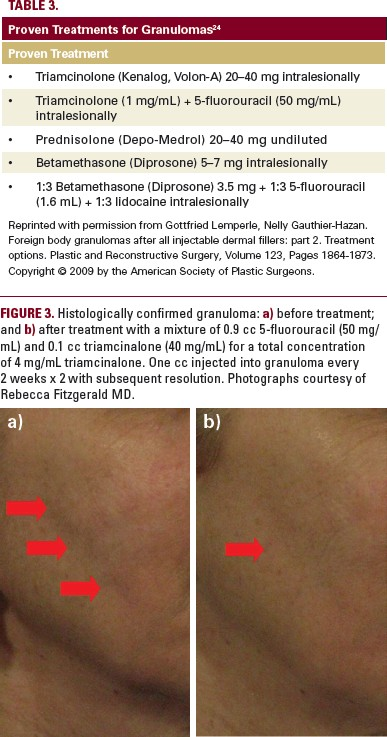 TABLE 3.
Proven Treatments for Granulomas²⁴
Proven Treatment
• Triamcinolone (Kenalog, Volon-A) 20–40 mg intralesionally
• Triamcinolone (1 mg/mL) + 5-fluorouracil (50 mg/mL)
intralesionally
• Prednisolone (Depo-Medrol) 20–40 mg undiluted
• Betamethasone (Diprosone) 5–7 mg intralesionally
• 1:3 Betamethasone (Diprosone) 3.5 mg + 1:3 5-fluorouracil
(1.6 mL) + 1:3 lidocaine intralesionally
Reprinted with permission from Gottfried Lemperle, Nelly Gauthier-Hazan.
Foreign body granulomas after all injectable dermal fillers: part 2. Treatment
options. Plastic and Reconstructive Surgery, Volume 123, Pages 1864-1873.
Copyright © 2009 by the American Society of Plastic Surgeons.
FIGURE 3. Histologically confirmed granuloma: a) before treatment;
and b) after treatment with a mixture of 0.9 cc 5-fluorouracil (50 mg/
mL) and 0.1 cc triamcinalone (40 mg/mL) for a total concentration
of 4 mg/mL triamcinalone. One cc injected into granuloma every
2 weeks x 2 with subsequent resolution. Photographs courtesy of
Rebecca Fitzgerald MD.
a)
b)